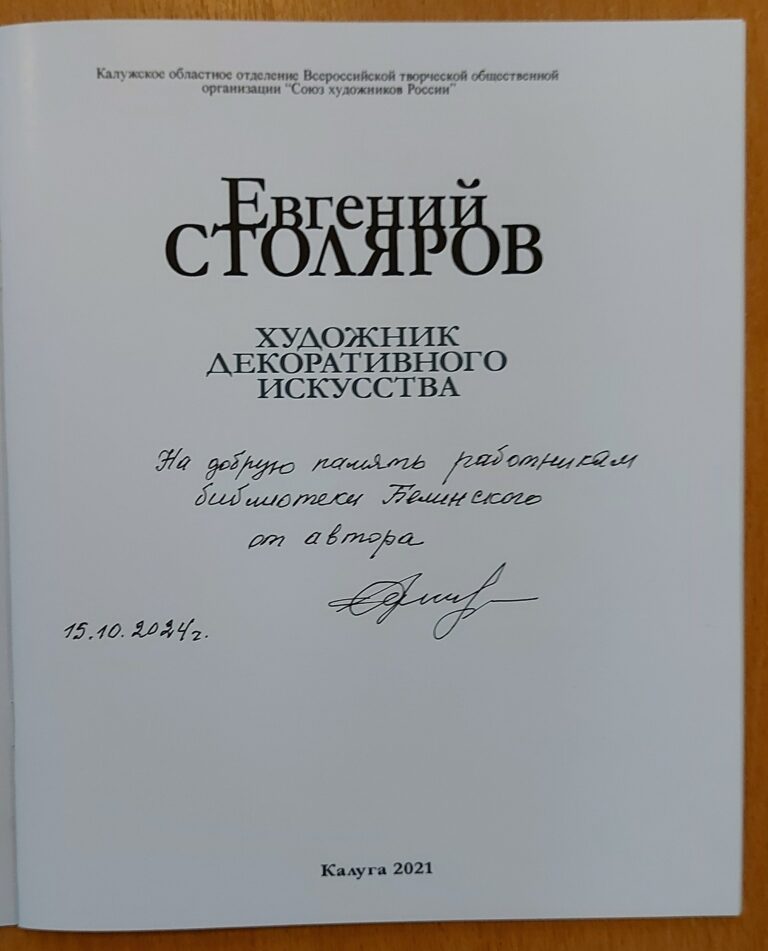 Калужское областное отделение Всероссийской творческой общественной
организации "Союз художников России"
Евгений
СТОЛЯРОВ
ХУДОЖНИК
ДЕКОРАТИВНОГО
ИСКУССТВА
На добрую память работникам
библиотеки Белинского
от автора
15.10.2024г.
Калуга 2021